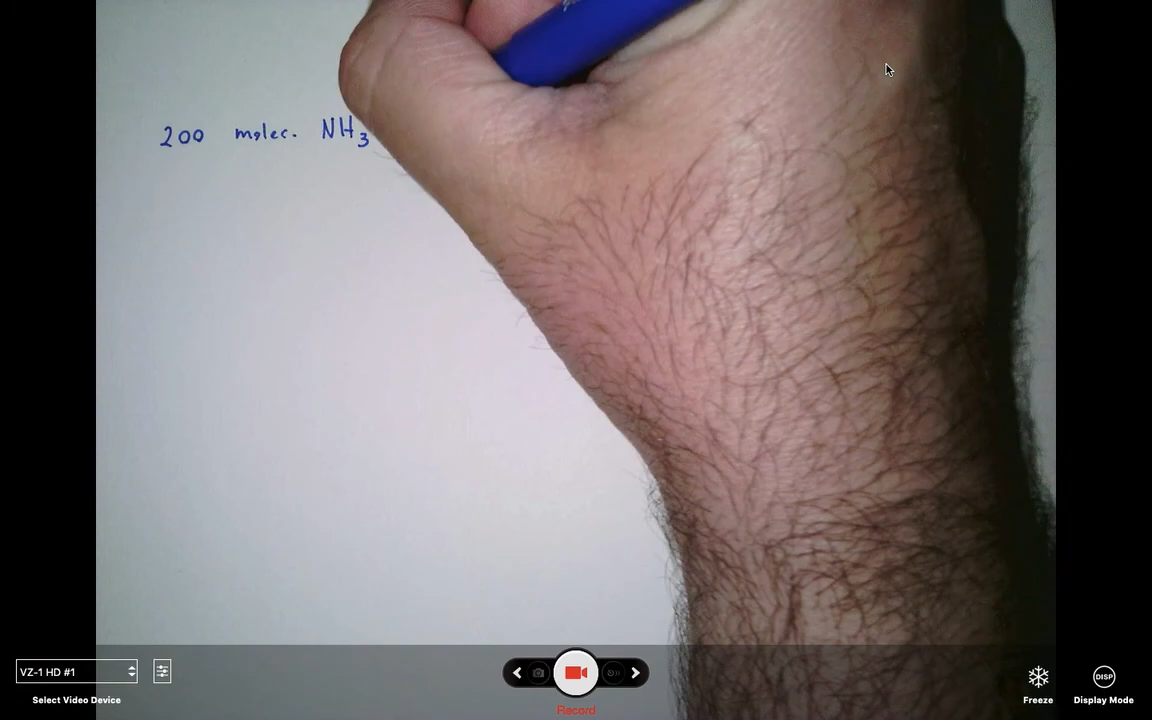 200 molec. NH3
VZ-1 HD #1
Select Video Device
Record
Freeze
DISP
Display Mode